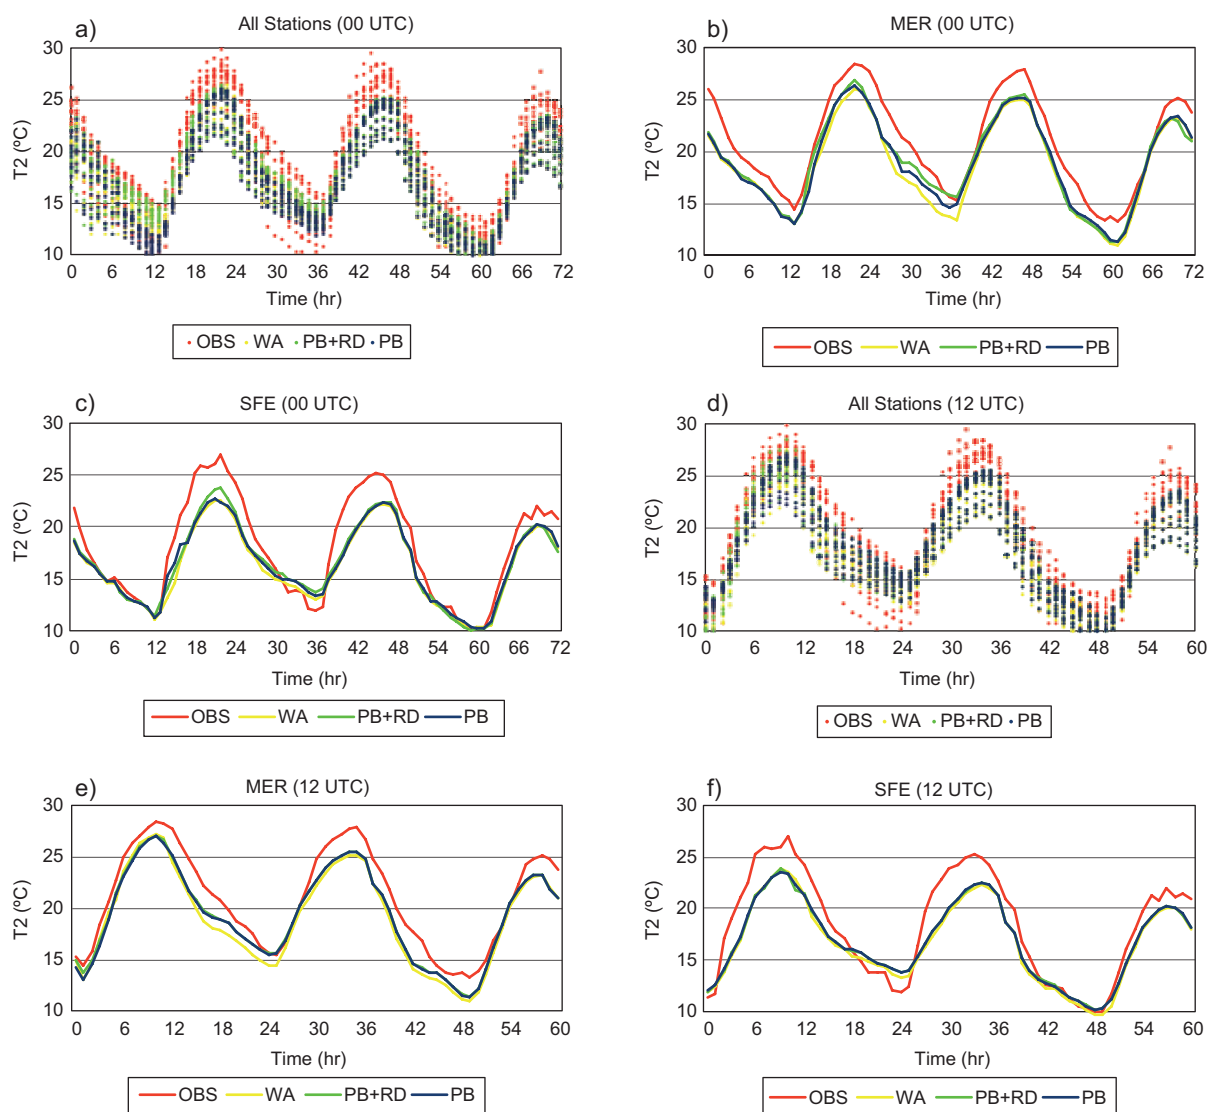 a) All Stations (00 UTC)
30
25
20
15
10
T2 (ºC)
0 6 12 18 24 30 36 42 48 54 60 66 72
Time (hr)
OBS WA PB+RD PB
b) MER (00 UTC)
30
25
20
15
10
T2 (ºC)
0 6 12 18 24 30 36 42 48 54 60 66 72
Time (hr)
OBS WA PB+RD PB
c) SFE (00 UTC)
30
25
20
15
10
T2 (ºC)
0 6 12 18 24 30 36 42 48 54 60 66 72
Time (hr)
OBS WA PB+RD PB
d) All Stations (12 UTC)
30
25
20
15
10
T2 (ºC)
0 6 12 18 24 30 36 42 48 54 60
Time (hr)
OBS WA PB+RD PB
e) MER (12 UTC)
30
25
20
15
10
T2 (ºC)
0 6 12 18 24 30 36 42 48 54 60
Time (hr)
OBS WA PB+RD PB
f) SFE (12 UTC)
30
25
20
15
10
T2 (ºC)
0 6 12 18 24 30 36 42 48 54 60
Time (hr)
OBS WA PB+RD PB